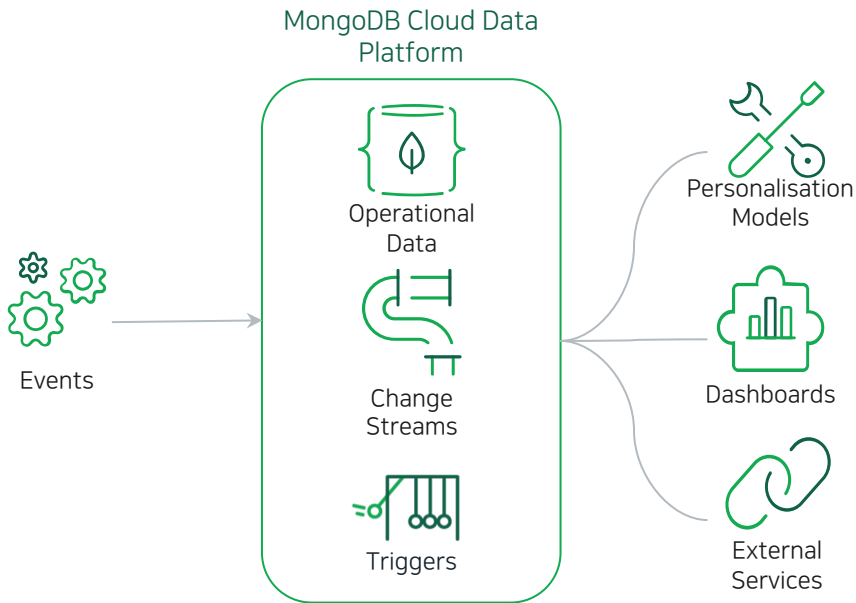 MongoDB Cloud Data
Platform
Operational
Data
Change
Streams
Triggers
Events
Personalisation
Models
Dashboards
External
Services